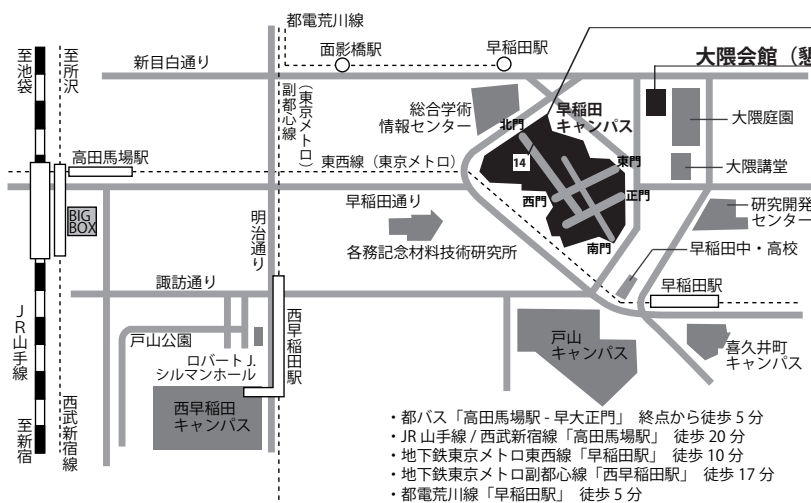 都電荒川線
面影橋駅
早稲田駅
至池袋
至所沢
新目白通り
副都心線
（東京メトロ）
大隈会館（懇
総合学術
情報センター
早稲田
キャンパス
北門
大隈庭園
高田馬場駅
東西線（東京メトロ）
14
東門
大隈講堂
BIG
BOX
早稲田通り
西門
正門
研究開発
センター
明治通り
各務記念材料技術研究所
南門
早稲田中・高校
諏訪通り
早稲田駅
JR山手線
戸山公園
西早稲田駅
戸山
キャンパス
喜久井町
キャンパス
ロバート J.
シルマンホール
西早稲田
キャンパス
至新宿
西武新宿線
・都バス「高田馬場駅 - 早大正門」 終点から徒歩 5 分
・JR 山手線 / 西武新宿線「高田馬場駅」 徒歩 20 分
・地下鉄東京メトロ東西線「早稲田駅」 徒歩 10 分
・地下鉄東京メトロ副都心線「西早稲田駅」 徒歩 17 分
・都電荒川線「早稲田駅」 徒歩 5 分